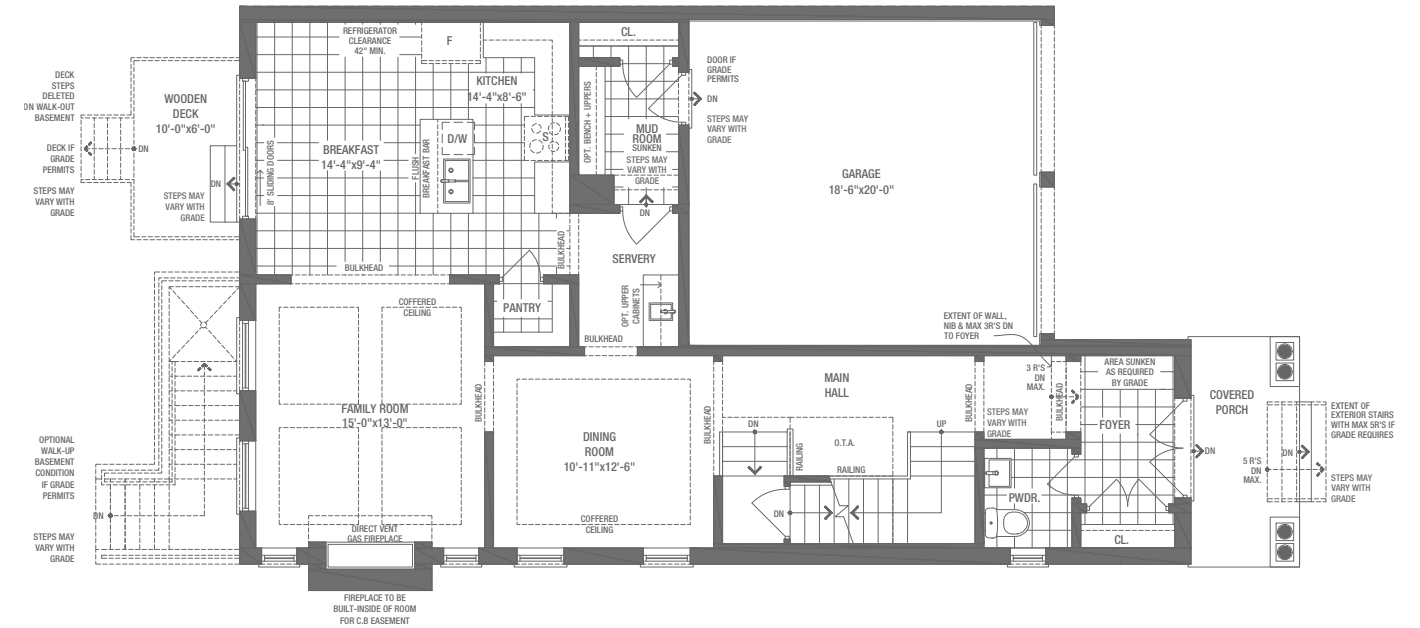 REFRIGERATOR
CLEARANCE
42" MIN.
F
CL.
DECK
STEPS
DELETED
ON WALK-OUT
BASEMENT
WOODEN
DECK
10'-0"x6'-0"
DN
DECK IF
GRADE
PERMITS
STEPS MAY
VARY WITH
GRADE
DN
STEPS MAY
VARY WITH
GRADE
8' SLIDING DOORS
KITCHEN
14'-4"x8'-6"
BREAKFAST
14'-4"x9'-4"
FLUSH
BREAKFAST BAR
D/W
S
OPT. BENCH + UPPERS
MUD
ROOM
SUNKEN
STEPS MAY
VARY WITH
GRADE
DN
DOOR IF
GRADE
PERMITS
DN
STEPS MAY
VARY WITH
GRADE
GARAGE
18'-6"x20'-0"
BULKHEAD
BULKHEAD
SERVERY
OPT. UPPER
CABINETS
BULKHEAD
PANTRY
COFFERED
CEILING
FAMILY ROOM
15'-0"x13'-0"
BULKHEAD
DINING
ROOM
10'-11"x12'-6"
COFFERED
CEILING
BULKHEAD
DIRECT VENT
GAS FIREPLACE
FIREPLACE TO BE
BUILT-INSIDE OF ROOM
FOR C.B EASEMENT
OPTIONAL
WALK-UP
BASEMENT
CONDITION
IF GRADE
PERMITS
DN
STEPS MAY
VARY WITH
GRADE
EXTENT OF WALL,
NIB & MAX 3R'S DN
TO FOYER
MAIN
HALL
DN
RAILING
O.T.A.
RAILING
UP
DN
3 R'S
DN
MAX.
STEPS MAY
VARY WITH
GRADE
BULKHEAD
AREA SUNKEN
AS REQUIRED
BY GRADE
FOYER
PWDR.
CL.
DN
COVERED
PORCH
5 R'S
DN
MAX.
DN
EXTENT OF
EXTERIOR STAIRS
WITH MAX 5R'S IF
GRADE REQUIRES
STEPS MAY
VARY WITH
GRADE